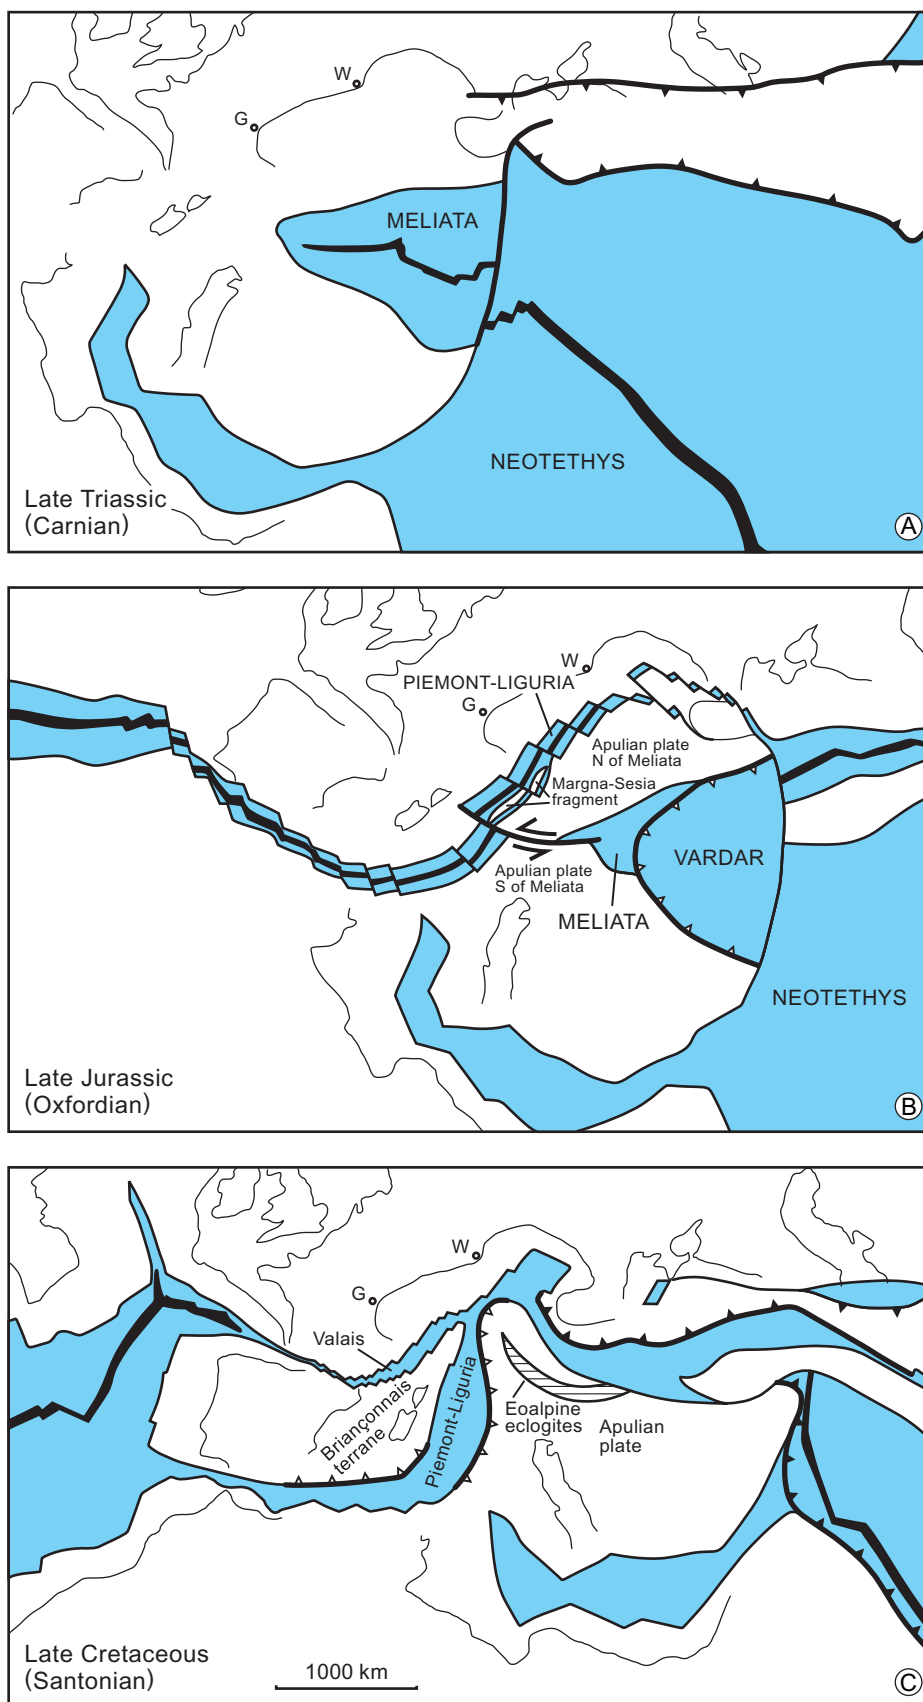 W
G
MELIATA
NEOTETHYS
Late Triassic
(Carnian)
A
W
PIEMONT-LIGURIA
G
Apulian plate
N of Meliata
Margna-Sesia
fragment
VARDAR
Apulian plate
S of Meliata
MELIATA
NEOTETHYS
Late Jurassic
(Oxfordian)
B
W
G
Valais
Briançonnais
terrane
Piemont-Liguria
Eoalpine
eclogites
Apulian
plate
Late Cretaceous
(Santonian)
1000 km
C